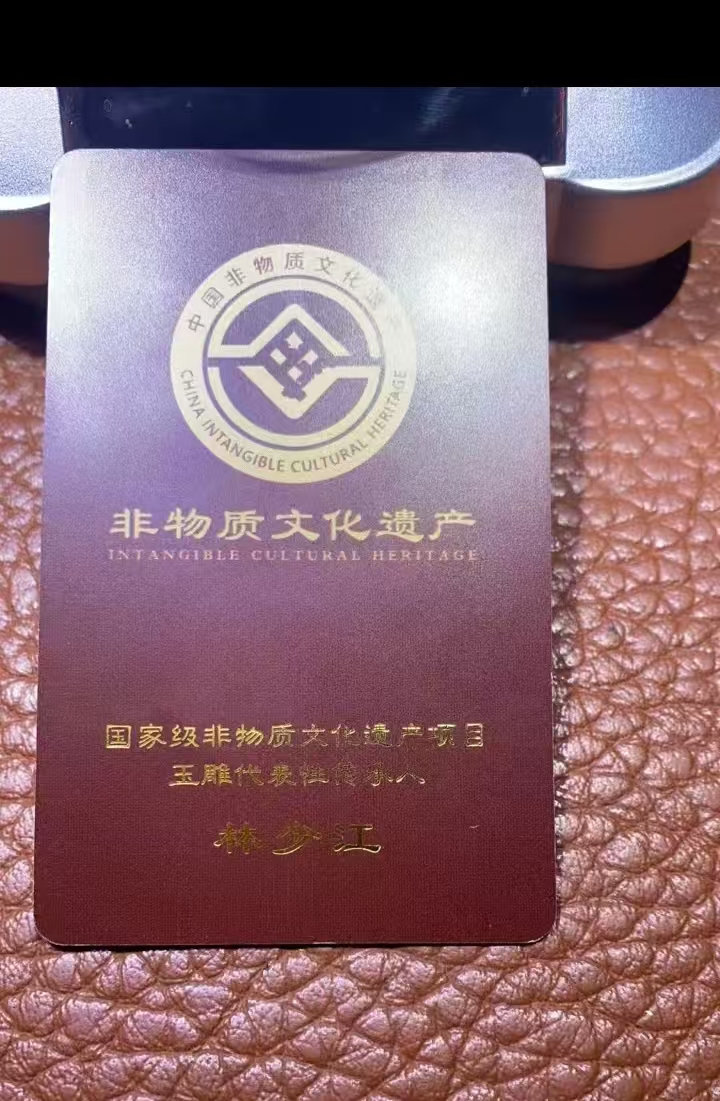 中国非物质文化遗产
CHINA INTANGIBLE CULTURAL HERITAGE
非物质文化遗产
INTANGIBLE CULTURAL HERITAGE
国家级非物质文化遗产项目
玉雕代表性传承人
林少江